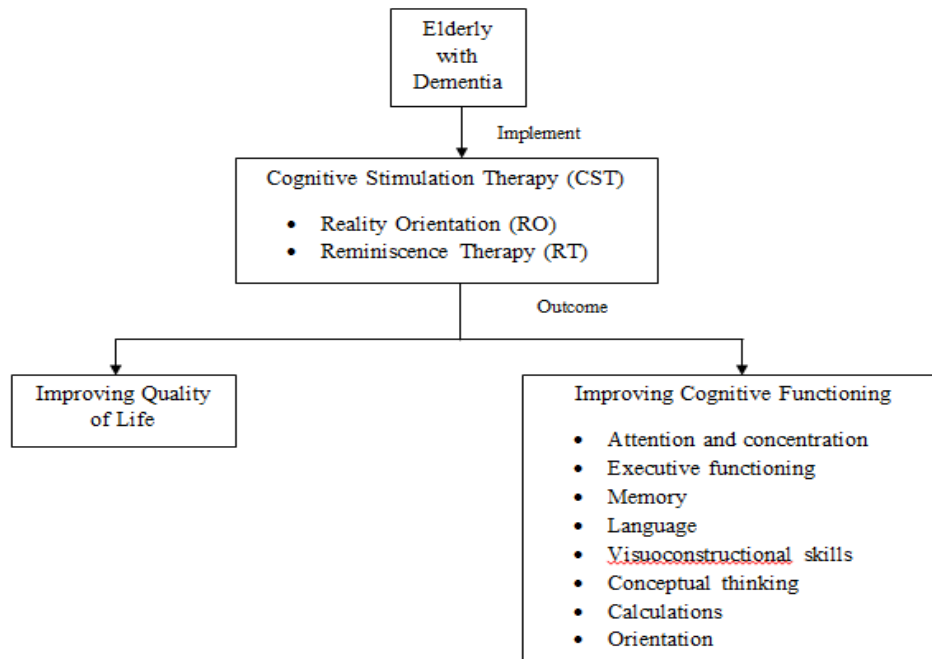 Elderly
with
Dementia
Implement
Cognitive Stimulation Therapy (CST)
• Reality Orientation (RO)
• Reminiscence Therapy (RT)
Outcome
Improving Quality
of Life
Improving Cognitive Functioning
• Attention and concentration
• Executive functioning
• Memory
• Language
• Visuoconstructional skills
• Conceptual thinking
• Calculations
• Orientation